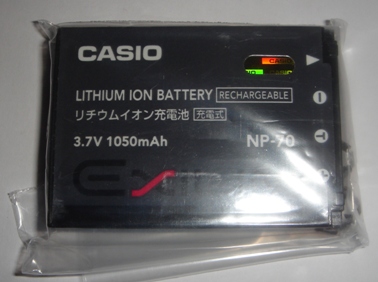 CASIO
LITHIUM ION BATTERY RECHARGEABLE
リチウムイオン充電池 充電式
3.7V 1050mAh NP-70